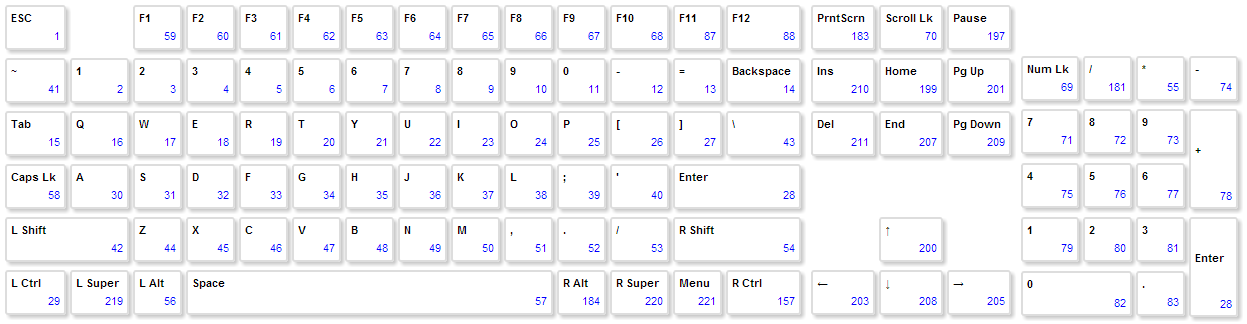 ESC F1 F2 F3 F4 F5 F6 F7 F8 F9 F10 F11 F12 PrntScrn Scroll Lk Pause
1 59 60 61 62 63 64 65 66 67 68 87 88 183 70 197
~ 1 2 3 4 5 6 7 8 9 0 - = Backspace Ins Home Pg Up Num Lk / * -
41 2 3 4 5 6 7 8 9 10 11 12 13 14 210 199 201 69 181 55 74
Tab Q W E R T Y U I O P [ ] \ Del End Pg Down 7 8 9 +
15 16 17 18 19 20 21 22 23 24 25 26 27 43 211 207 209 71 72 73 78
Caps Lk A S D F G H J K L ; ' Enter 4 5 6
58 30 31 32 33 34 35 36 37 38 39 40 28 75 76 77
L Shift Z X C V B N M , . / R Shift ↑ 1 2 3 Enter
42 44 45 46 47 48 49 50 51 52 53 54 200 79 80 81 28
L Ctrl L Super L Alt Space R Alt R Super Menu R Ctrl ← ↓ → 0 .
29 219 56 57 184 220 221 157 203 208 205 82 83